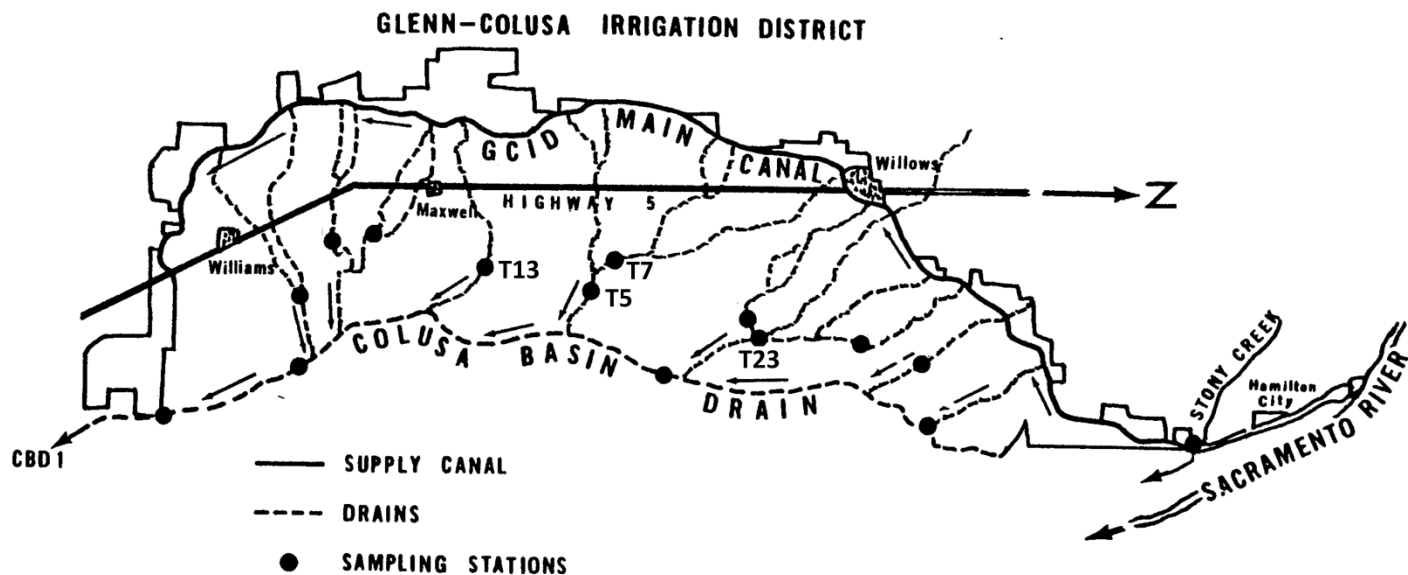 GLENN-COLUSA IRRIGATION DISTRICT
GCID MAIN CANAL
Willows
Maxwell
HIGHWAY 5
N
Williams
T13
T7
T5
T23
COLUSA BASIN DRAIN
STONY CREEK
Hamilton
City
SACRAMENTO RIVER
CBD1
SUPPLY CANAL
DRAINS
SAMPLING STATIONS